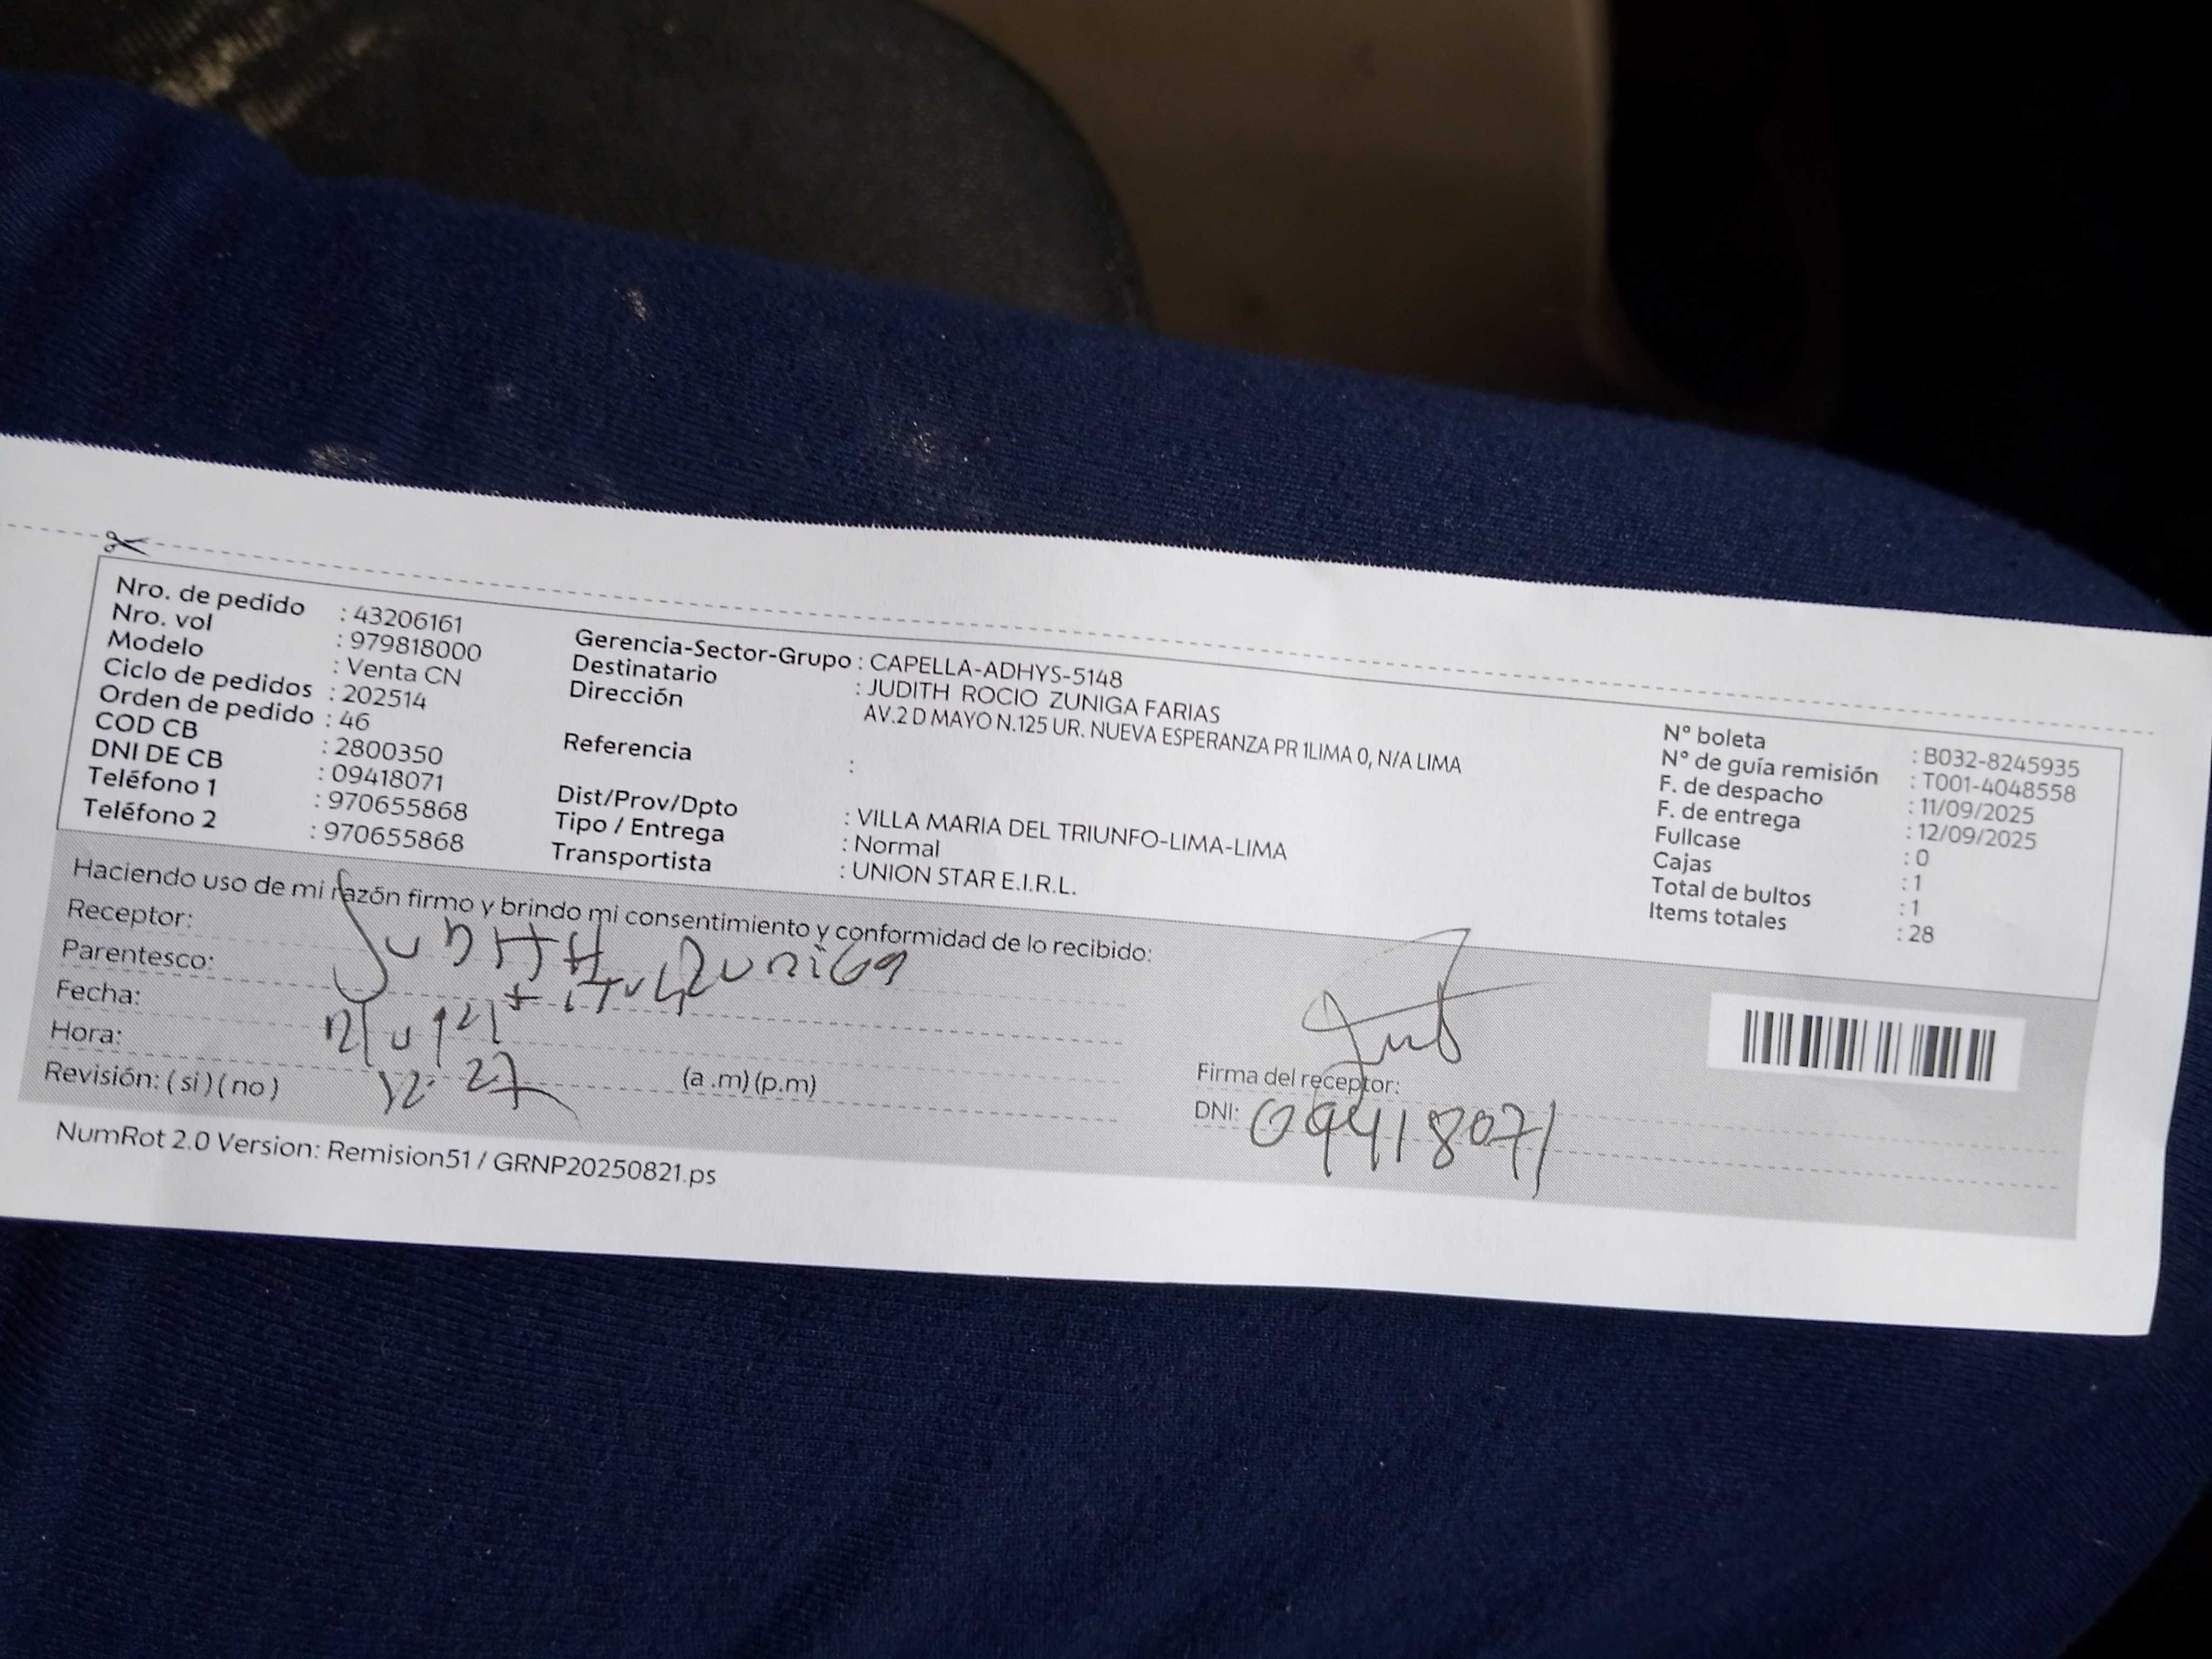 Nro. de pedido : 43206161
Nro. vol : 979818000
Modelo : Venta CN
Ciclo de pedidos : 202514
Orden de pedido : 46
COD CB : 2800350
DNI DE CB : 09418071
Teléfono 1 : 970655868
Teléfono 2 : 970655868
Gerencia-Sector-Grupo : CAPELLA-ADHYS-5148
Destinatario : JUDITH ROCIO ZUNIGA FARIAS
Dirección AV.2 D MAYO N.125 UR. NUEVA ESPERANZA PR 1LIMA 0, N/A LIMA
Referencia :
Dist/Prov/Dpto : VILLA MARIA DEL TRIUNFO-LIMA-LIMA
Tipo / Entrega : Normal
Transportista : UNION STAR E.I.R.L.
N° boleta : B032-8245935
N° de guía remisión : T001-4048558
F. de despacho : 11/09/2025
F. de entrega : 12/09/2025
Fullcase : 0
Cajas : 1
Total de bultos : 1
Items totales : 28
Haciendo uso de mi razón firmo y brindo mi consentimiento y conformidad de lo recibido:
Receptor: Judith Zuniga
Parentesco:
Fecha:
Hora: 12:27 (a .m) (p.m)
Revisión: ( si ) ( no )
Firma del receptor:
DNI: 09418071
NumRot 2.0 Version: Remision51 / GRNP20250821.ps